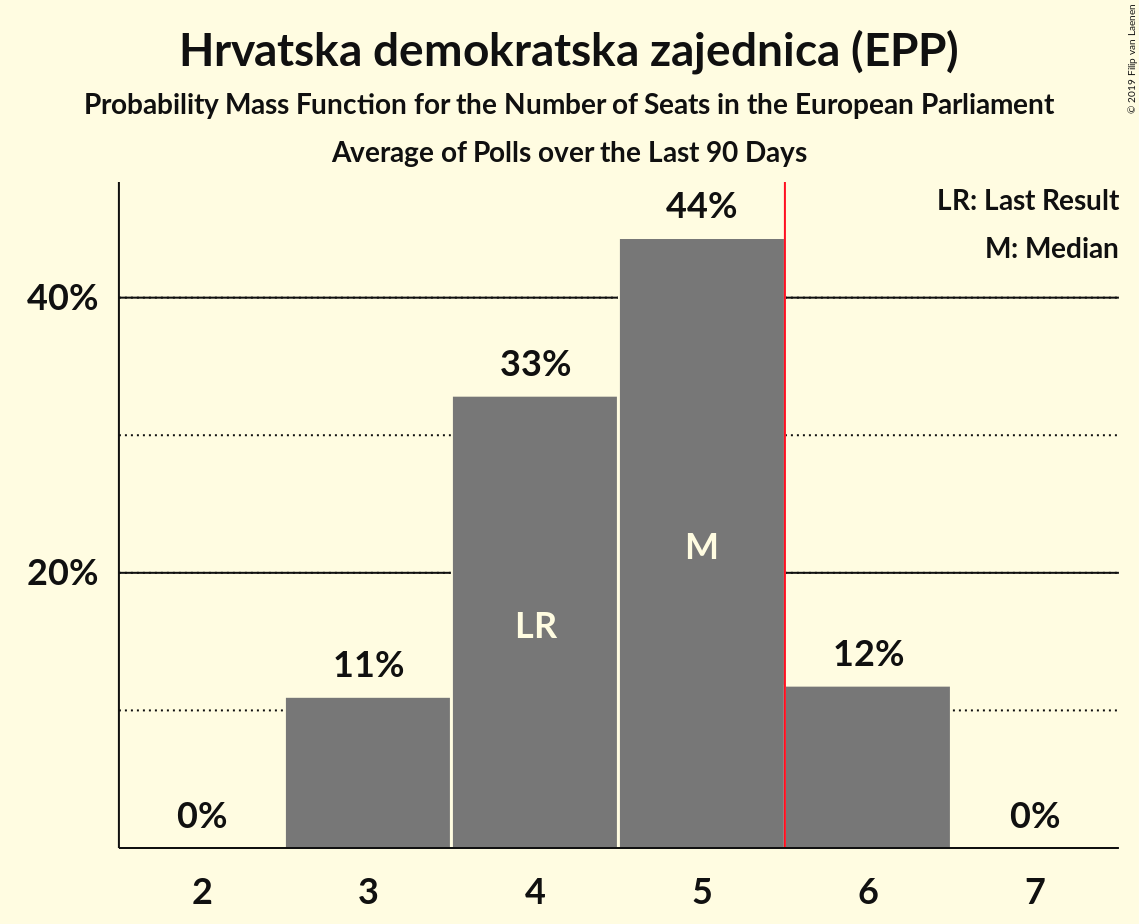 Hrvatska demokratska zajednica (EPP)
Probability Mass Function for the Number of Seats in the European Parliament
Average of Polls over the Last 90 Days
© 2019 Filip van Laenen
LR: Last Result
M: Median
44%
40%
33%
M
20%
LR
12%
11%
0%
0%
2
3
4
5
6
7